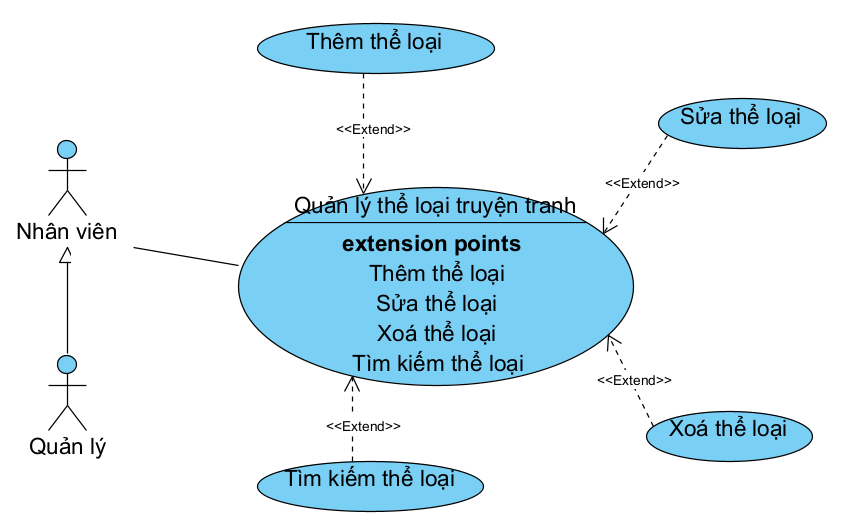 Thêm thể loại
<<Extend>>
Sửa thể loại
<<Extend>>
Nhân viên
Quản lý thể loại truyện tranh
extension points
Thêm thể loại
Sửa thể loại
Xoá thể loại
Tìm kiếm thể loại
<<Extend>>
Xoá thể loại
Quản lý
<<Extend>>
Tìm kiếm thể loại